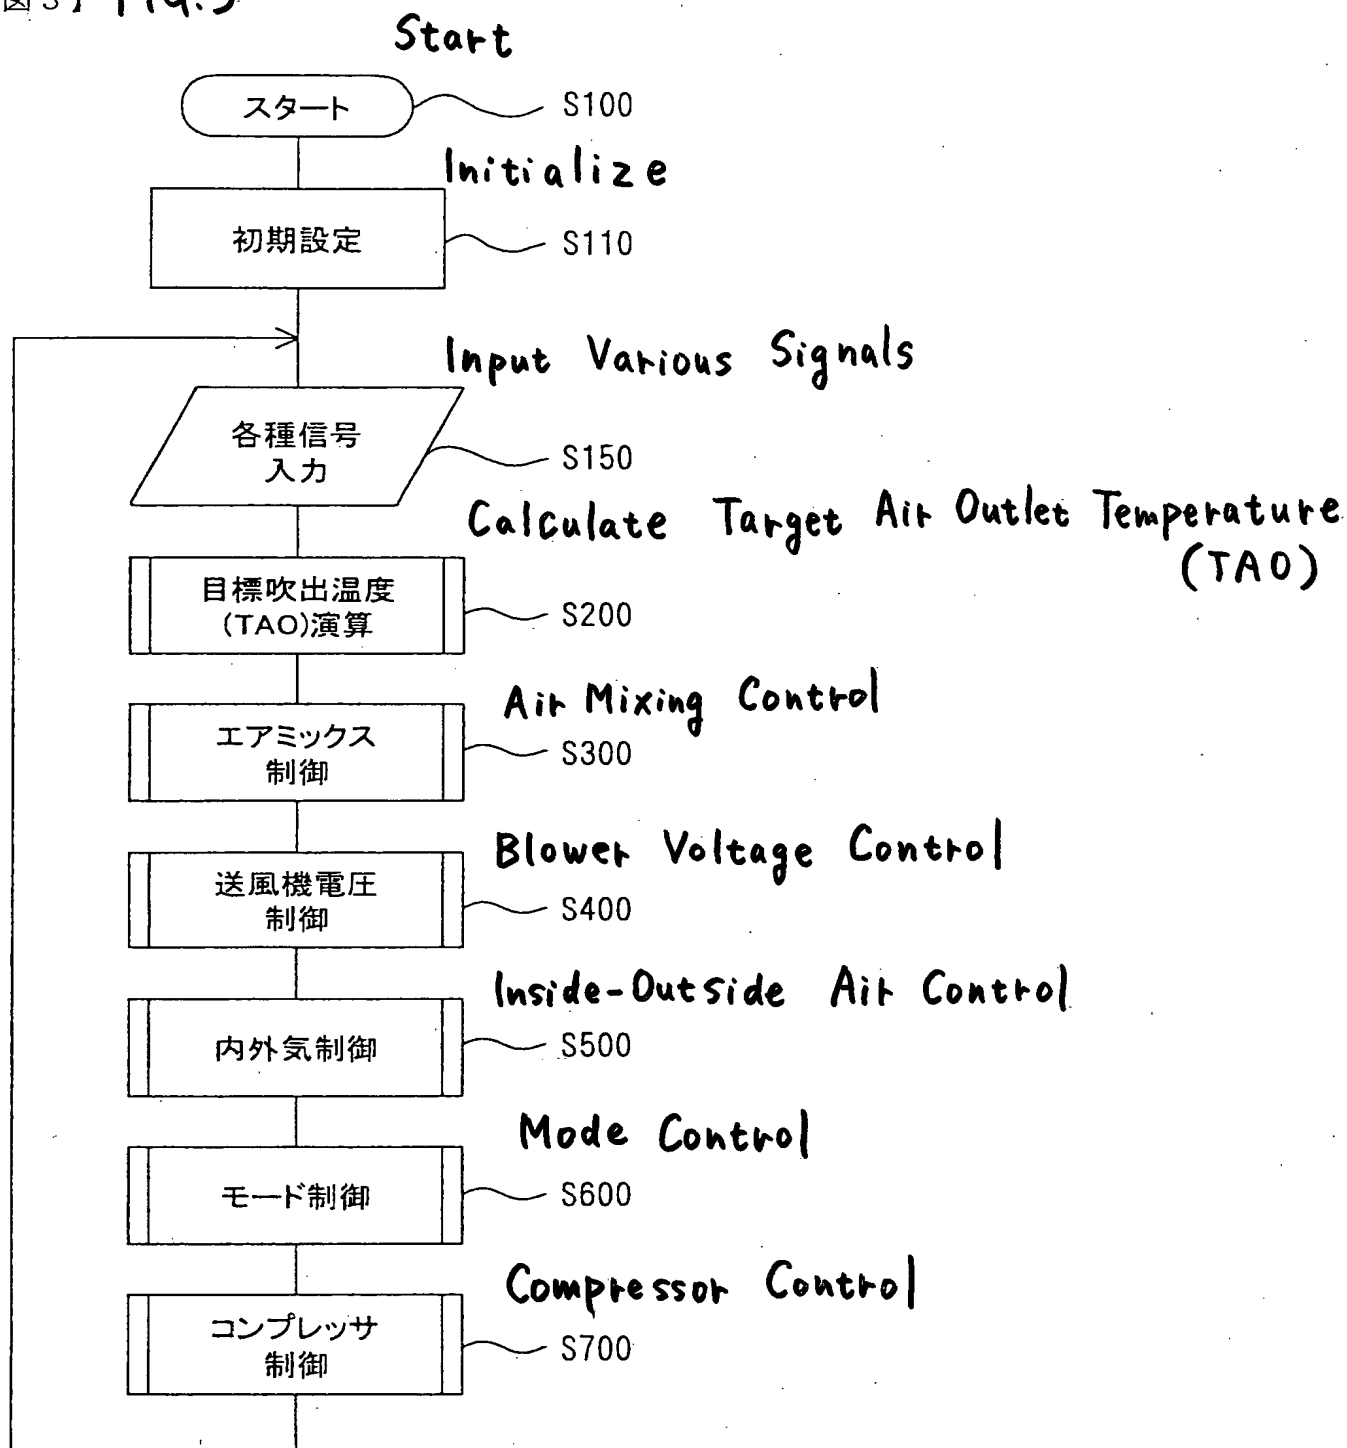 図3】 Fig.3
Start
スタート S100
Initialize
初期設定 S110
Input Various Signals
各種信号
入力 S150
Calculate Target Air Outlet Temperature
(TAO)
目標吹出温度
(TAO)演算 S200
Air Mixing Control
エアミックス
制御 S300
Blower Voltage Control
送風機電圧
制御 S400
Inside-Outside Air Control
内外気制御 S500
Mode Control
モード制御 S600
Compressor Control
コンプレッサ
制御 S700